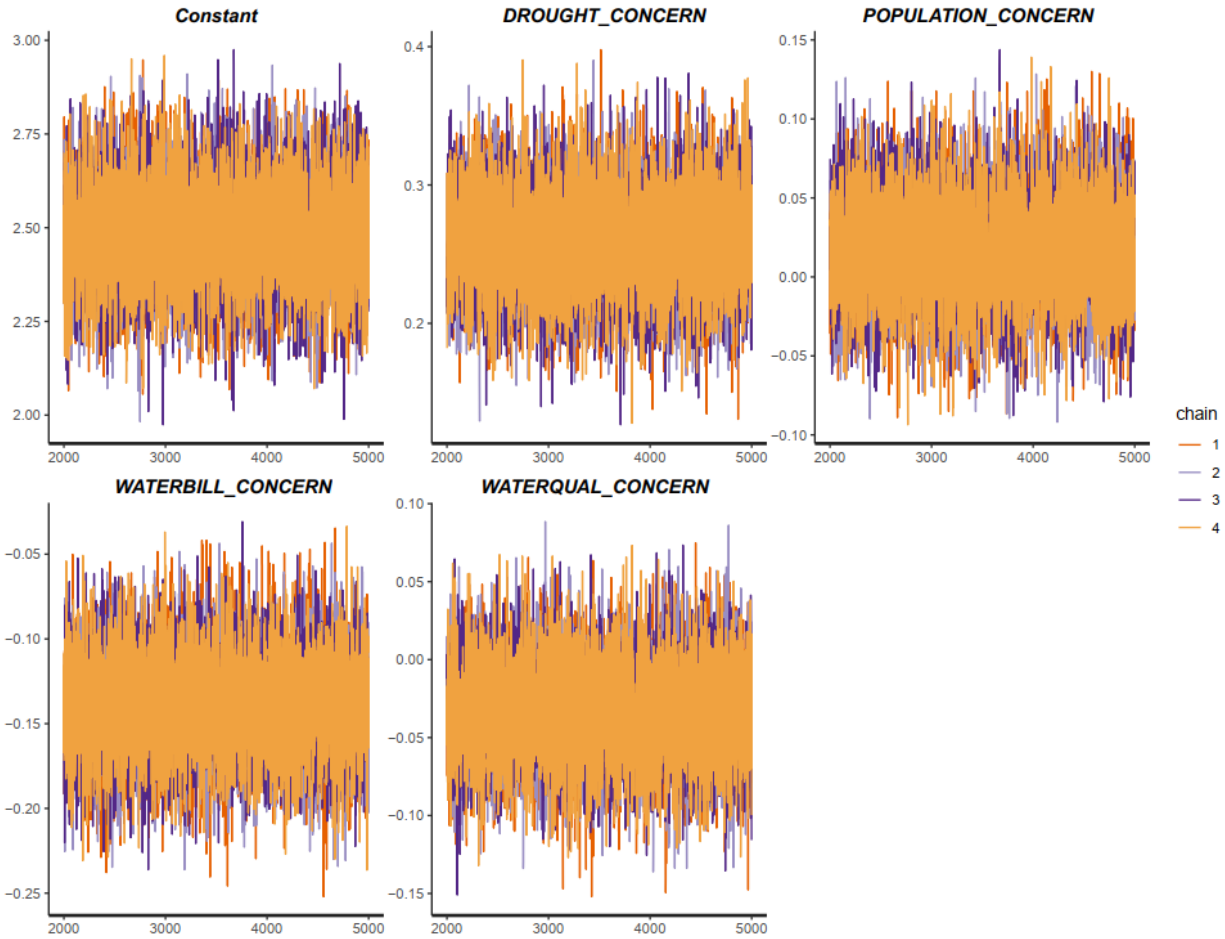 Constant
3.00
2.75
2.50
2.25
2.00
2000 3000 4000 5000
DROUGHT_CONCERN
0.4
0.3
0.2
2000 3000 4000 5000
POPULATION_CONCERN
0.15
0.10
0.05
0.00
−0.05
−0.10
2000 3000 4000 5000
WATERBILL_CONCERN
−0.05
−0.10
−0.15
−0.20
−0.25
2000 3000 4000 5000
WATERQUAL_CONCERN
0.10
0.05
0.00
−0.05
−0.10
−0.15
2000 3000 4000 5000
chain
1
2
3
4